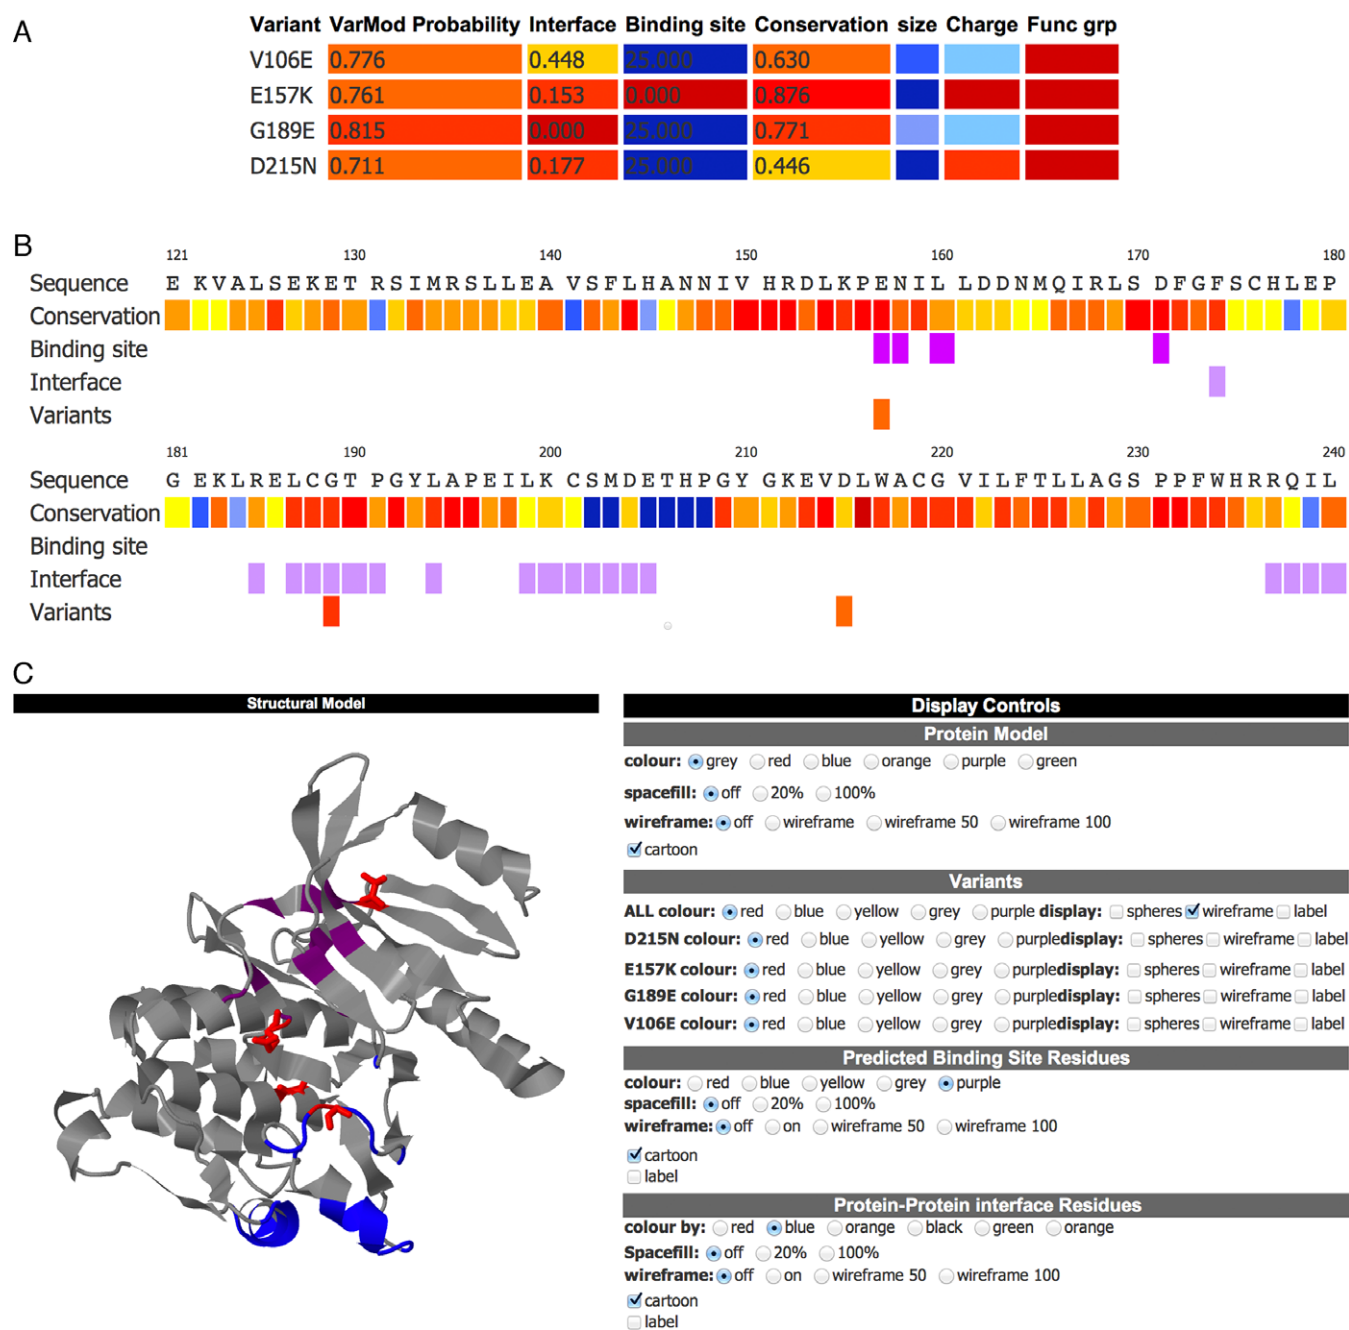 A
Variant VarMod Probability Interface Binding site Conservation size Charge Func grp
V106E 0.776 0.448 25.000 0.630
E157K 0.761 0.153 0.000 0.876
G189E 0.815 0.000 25.000 0.771
D215N 0.711 0.177 25.000 0.446
B
121 130 140 150 160 170 180
Sequence E KVALSEKET RSIMRSLLEA VSFLHANNIV HRDLKPENIL LDDNMQIRLS DFGFSCHLEP
Conservation
Binding site
Interface
Variants
181 190 200 210 220 230 240
Sequence G EKLRELCGT PGYLAPEILK CSMDETHPGY GKEVDLWACG VILFTLLAGS PPFWHRRQIL
Conservation
Binding site
Interface
Variants
C
Structural Model
Display Controls
Protein Model
colour: grey red blue orange purple green
spacefill: off 20% 100%
wireframe: off wireframe wireframe 50 wireframe 100
cartoon
Variants
ALL colour: red blue yellow grey purple display: spheres wireframe label
D215N colour: red blue yellow grey purpledisplay: spheres wireframe label
E157K colour: red blue yellow grey purpledisplay: spheres wireframe label
G189E colour: red blue yellow grey purpledisplay: spheres wireframe label
V106E colour: red blue yellow grey purpledisplay: spheres wireframe label
Predicted Binding Site Residues
colour: red blue yellow grey purple
spacefill: off 20% 100%
wireframe: off on wireframe 50 wireframe 100
cartoon
label
Protein-Protein interface Residues
colour by: red blue orange black green orange
Spacefill: off 20% 100%
wireframe: off on wireframe 50 wireframe 100
cartoon
label